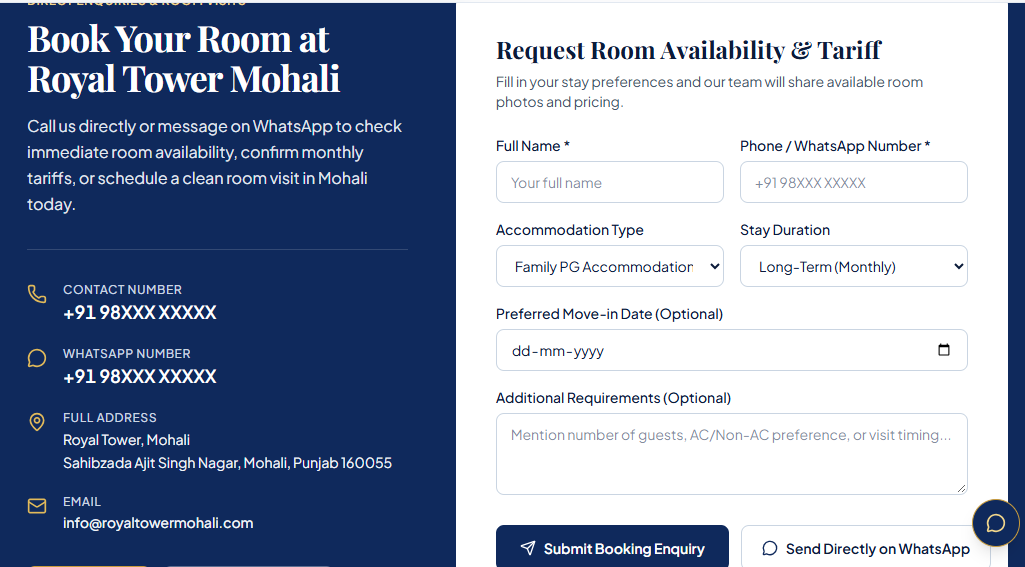 DIRECT ENQUIRIES & ROOM VISITS
Book Your Room at
Royal Tower Mohali
Call us directly or message on WhatsApp to check
immediate room availability, confirm monthly
tariffs, or schedule a clean room visit in Mohali
today.
CONTACT NUMBER
+91 98XXX XXXXX
WHATSAPP NUMBER
+91 98XXX XXXXX
FULL ADDRESS
Royal Tower, Mohali
Sahibzada Ajit Singh Nagar, Mohali, Punjab 160055
EMAIL
info@royaltowermohali.com
Request Room Availability & Tariff
Fill in your stay preferences and our team will share available room
photos and pricing.
Full Name *
Phone / WhatsApp Number *
Your full name
+91 98XXX XXXXX
Accommodation Type
Stay Duration
Family PG Accommodation
Long-Term (Monthly)
Preferred Move-in Date (Optional)
dd-mm-yyyy
Additional Requirements (Optional)
Mention number of guests, AC/Non-AC preference, or visit timing...
Submit Booking Enquiry
Send Directly on WhatsApp